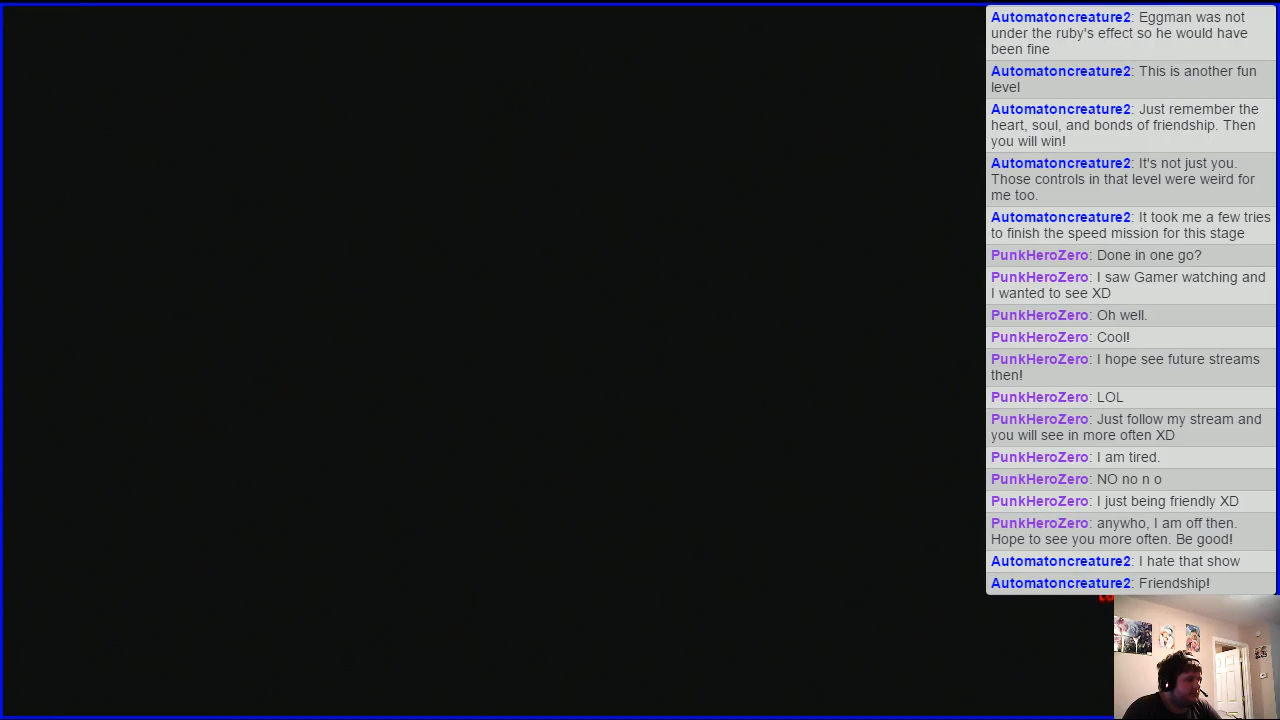 Automatoncreature2: Eggman was not
under the ruby's effect so he would have
been fine
Automatoncreature2: This is another fun
level
Automatoncreature2: Just remember the
heart, soul, and bonds of friendship. Then
you will win!
Automatoncreature2: It's not just you.
Those controls in that level were weird for
me too.
Automatoncreature2: It took me a few tries
to finish the speed mission for this stage
PunkHeroZero: Done in one go?
PunkHeroZero: I saw Gamer watching and
I wanted to see XD
PunkHeroZero: Oh well.
PunkHeroZero: Cool!
PunkHeroZero: I hope see future streams
then!
PunkHeroZero: LOL
PunkHeroZero: Just follow my stream and
you will see in more often XD
PunkHeroZero: I am tired.
PunkHeroZero: NO no n o
PunkHeroZero: I just being friendly XD
PunkHeroZero: anywho, I am off then.
Hope to see you more often. Be good!
Automatoncreature2: I hate that show
Automatoncreature2: Friendship!